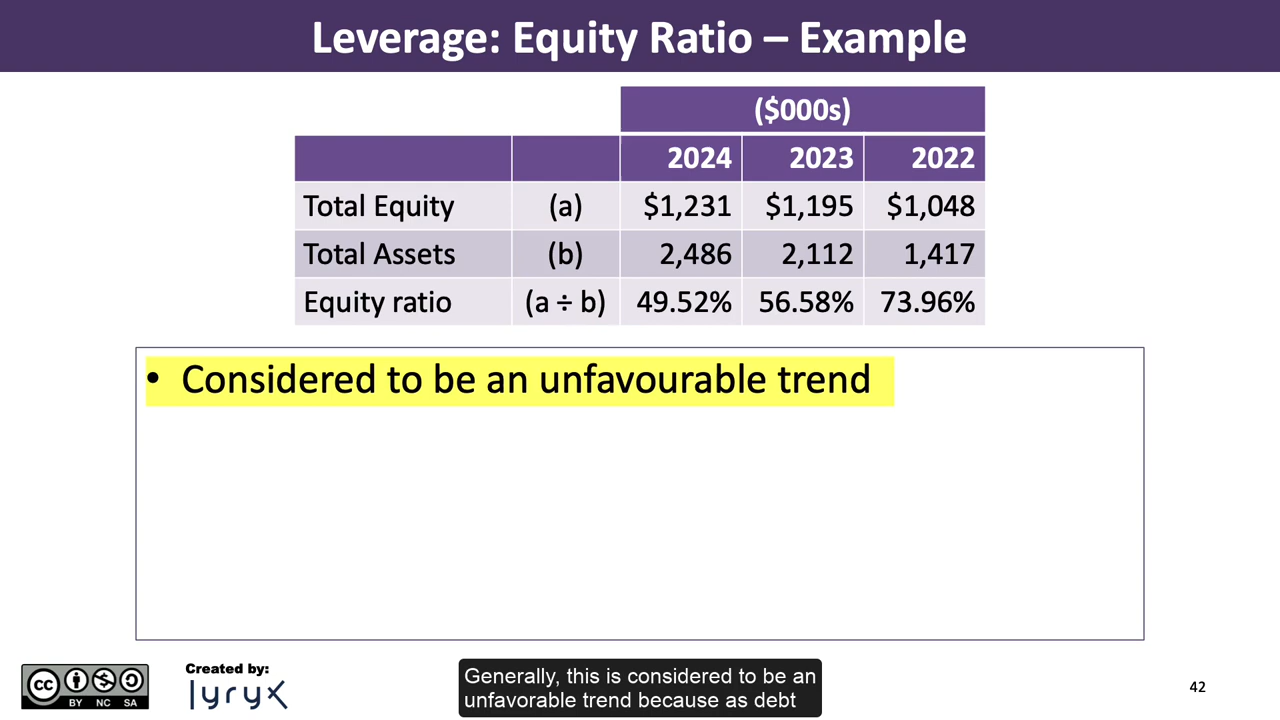 Leverage: Equity Ratio – Example
($000s)
2024 2023 2022
Total Equity (a) $1,231 $1,195 $1,048
Total Assets (b) 2,486 2,112 1,417
Equity ratio (a ÷ b) 49.52% 56.58% 73.96%
• Considered to be an unfavourable trend
Created by:
lyryx
cc
BY NC SA
Generally, this is considered to be an
unfavorable trend because as debt
42